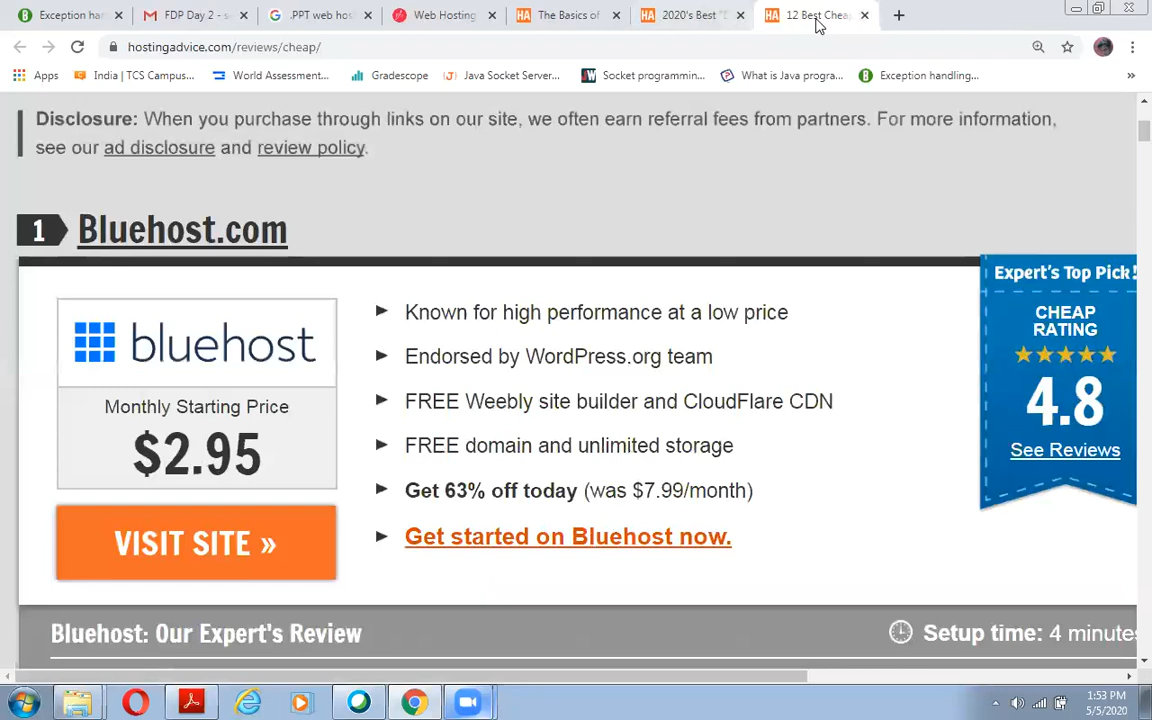 Exception har
FDP Day 2 - s
.PPT web hos
Web Hosting
The Basics of
2020's Best "
12 Best Chea
hostingadvice.com/reviews/cheap/
Apps
India | TCS Campus...
World Assessment...
Gradescope
Java Socket Server...
Socket programmin...
What is Java progra...
Exception handling...
Disclosure: When you purchase through links on our site, we often earn referral fees from partners. For more information,
see our ad disclosure and review policy.
1 Bluehost.com
Expert's Top Pick!
CHEAP
RATING
4.8
See Reviews
bluehost
Monthly Starting Price
$2.95
VISIT SITE »
Known for high performance at a low price
Endorsed by WordPress.org team
FREE Weebly site builder and CloudFlare CDN
FREE domain and unlimited storage
Get 63% off today (was $7.99/month)
Get started on Bluehost now.
Bluehost: Our Expert's Review
Setup time: 4 minute
1:53 PM
5/5/2020